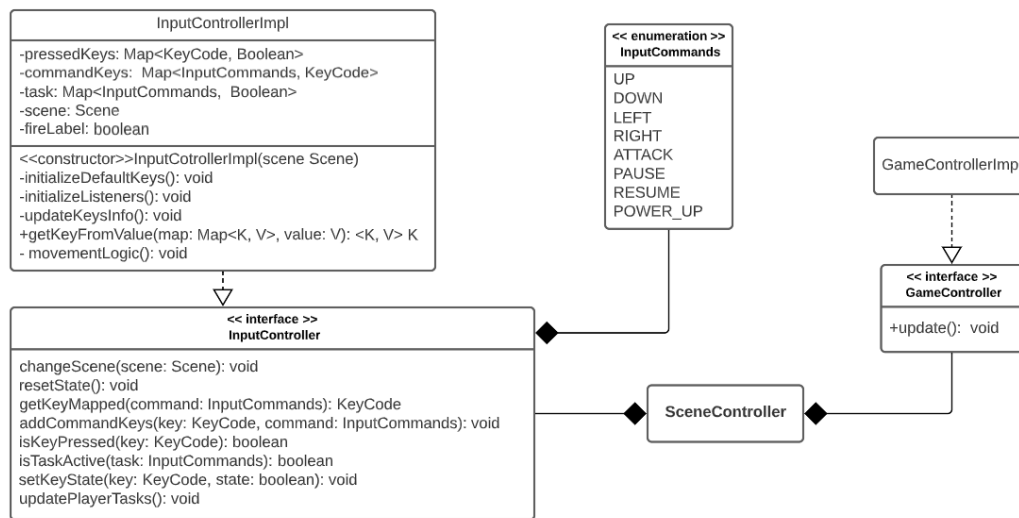 InputControllerImpl
-pressedKeys: Map<KeyCode, Boolean>
-commandKeys:  Map<InputCommands, KeyCode>
-task: Map<InputCommands,  Boolean>
-scene: Scene
-fireLabel: boolean
<<constructor>>InputCotrollerImpl(scene Scene)
-initializeDefaultKeys(): void
-initializeListeners(): void
-updateKeysInfo(): void
+getKeyFromValue(map: Map<K, V>, value: V): <K, V> K
- movementLogic(): void
<< interface >>
InputController
changeScene(scene: Scene): void
resetState(): void
getKeyMapped(command: InputCommands): KeyCode
addCommandKeys(key: KeyCode, command: InputCommands): void
isKeyPressed(key: KeyCode): boolean
isTaskActive(task: InputCommands): boolean
setKeyState(key: KeyCode, state: boolean): void
updatePlayerTasks(): void
<< enumeration >>
InputCommands
UP
DOWN
LEFT
RIGHT
ATTACK
PAUSE
RESUME
POWER_UP
SceneController
GameControllerImpl
<< interface >>
GameController
+update():  void